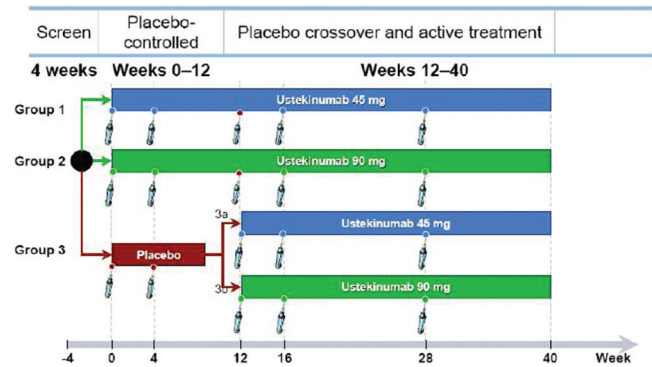 Screen
Placebo-
controlled
Placebo crossover and active treatment
4 weeks
Weeks 0–12
Weeks 12–40
Group 1
Ustekinumab 45 mg
Group 2
Ustekinumab 90 mg
3a
Ustekinumab 45 mg
Group 3
Placebo
3b
Ustekinumab 90 mg
-4 0 4 12 16 28 40 Week